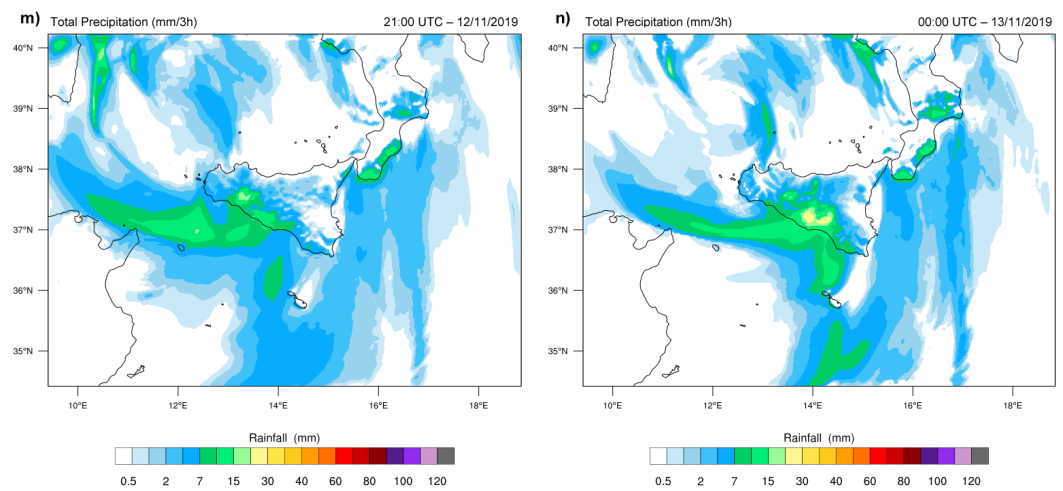 m) Total Precipitation (mm/3h) 21:00 UTC – 12/11/2019
40°N
39°N
38°N
37°N
36°N
35°N
10°E 12°E 14°E 16°E 18°E
Rainfall (mm)
0.5 2 7 15 30 40 60 80 100 120
n) Total Precipitation (mm/3h) 00:00 UTC – 13/11/2019
40°N
39°N
38°N
37°N
36°N
35°N
10°E 12°E 14°E 16°E 18°E
Rainfall (mm)
0.5 2 7 15 30 40 60 80 100 120